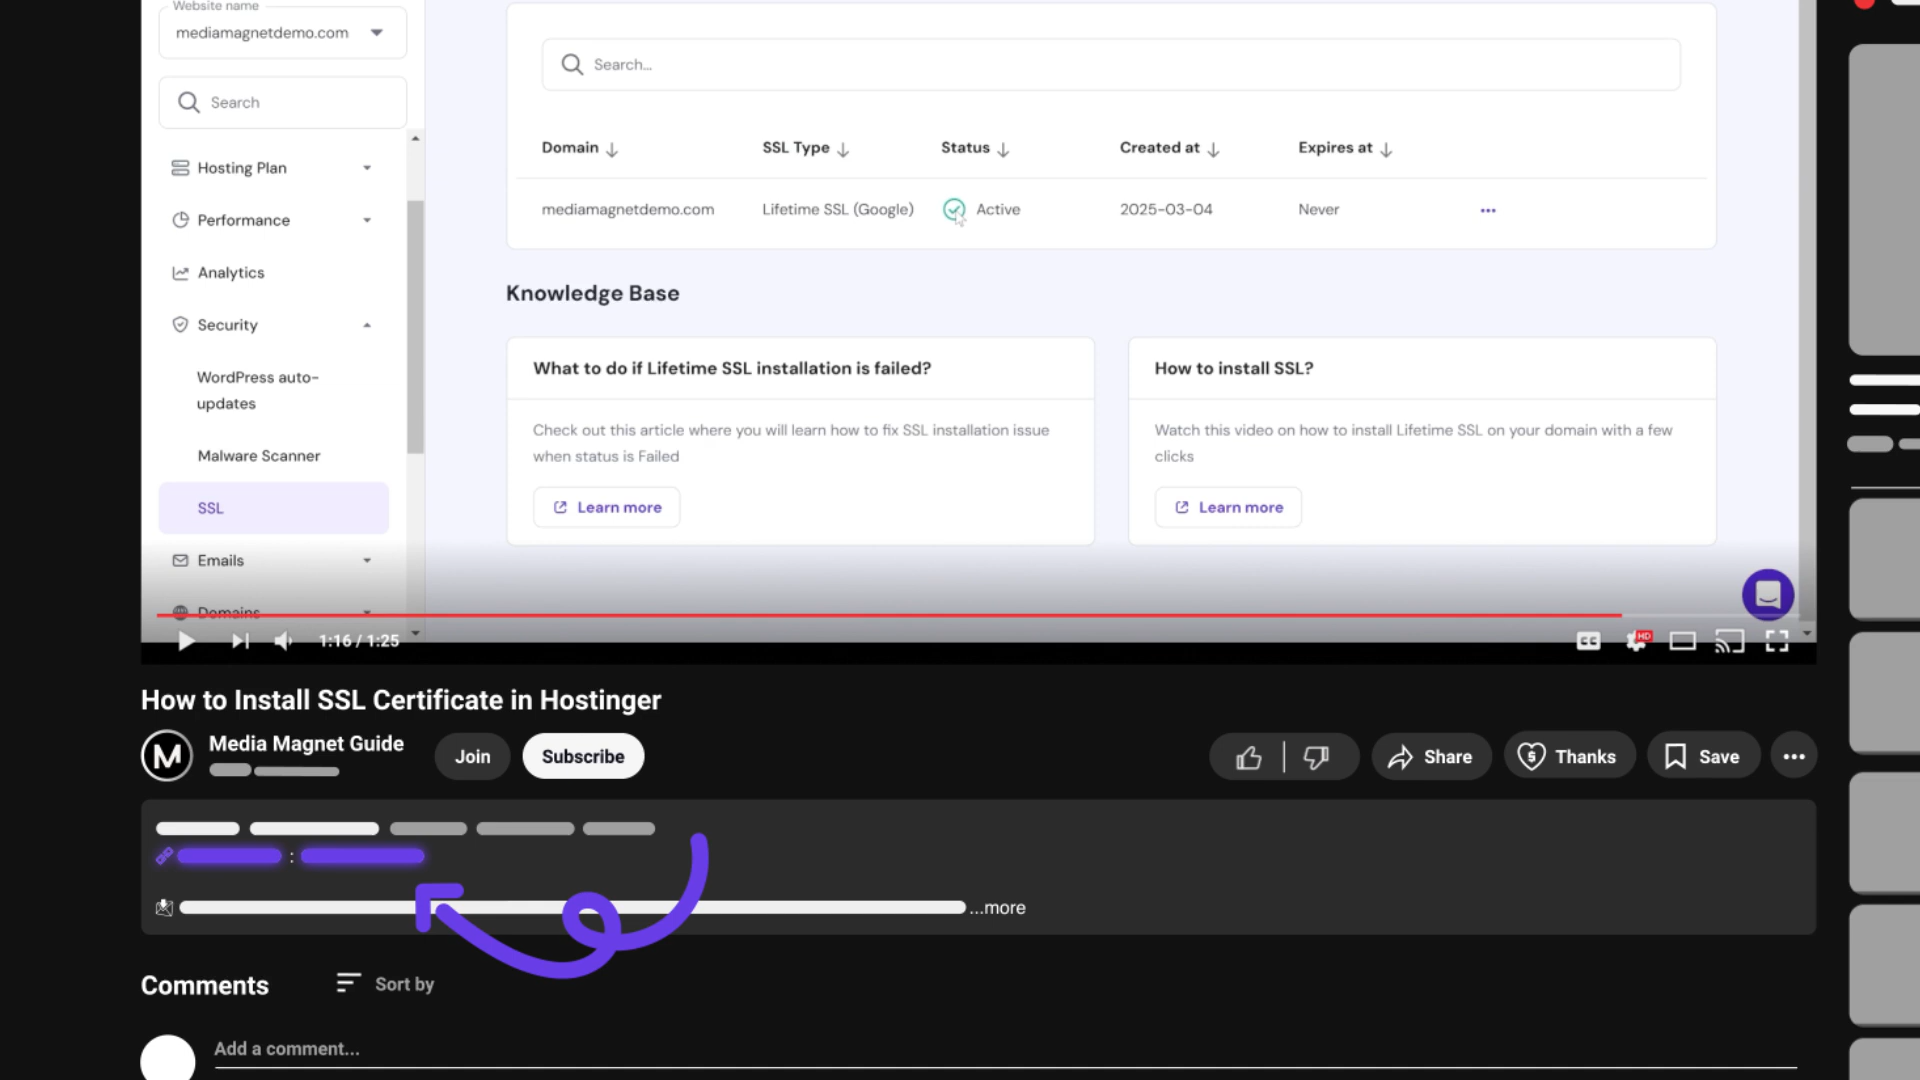 Website name
mediamagnetdemo.com
Search
Hosting Plan
Performance
Analytics
Security
WordPress auto-
updates
Malware Scanner
SSL
Emails
Domains
Search...
Domain SSL Type Status Created at Expires at
mediamagnetdemo.com Lifetime SSL (Google) Active 2025-03-04 Never
Knowledge Base
What to do if Lifetime SSL installation is failed?
Check out this article where you will learn how to fix SSL installation issue
when status is Failed
Learn more
How to install SSL?
Watch this video on how to install Lifetime SSL on your domain with a few
clicks
Learn more
1:16 / 1:25
CC
HD
How to Install SSL Certificate in Hostinger
M
Media Magnet Guide
Join
Subscribe
Share
Thanks
Save
:
...more
Comments
Sort by
Add a comment...